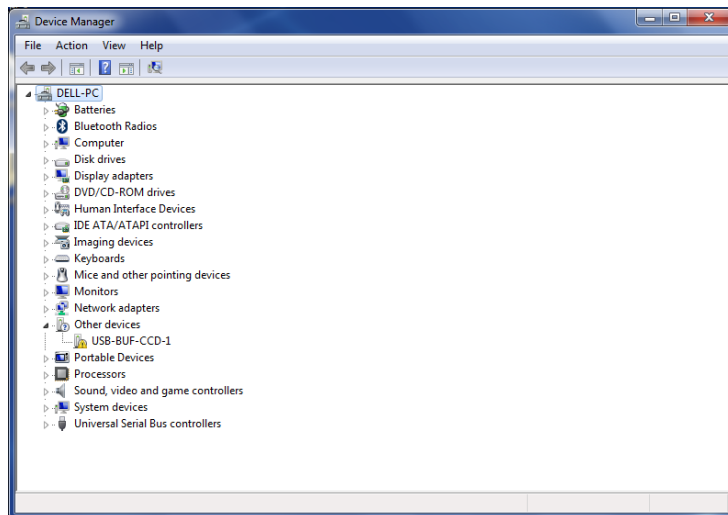 Device Manager
File Action View Help
DELL-PC
Batteries
Bluetooth Radios
Computer
Disk drives
Display adapters
DVD/CD-ROM drives
Human Interface Devices
IDE ATA/ATAPI controllers
Imaging devices
Keyboards
Mice and other pointing devices
Monitors
Network adapters
Other devices
USB-BUF-CCD-1
Portable Devices
Processors
Sound, video and game controllers
System devices
Universal Serial Bus controllers